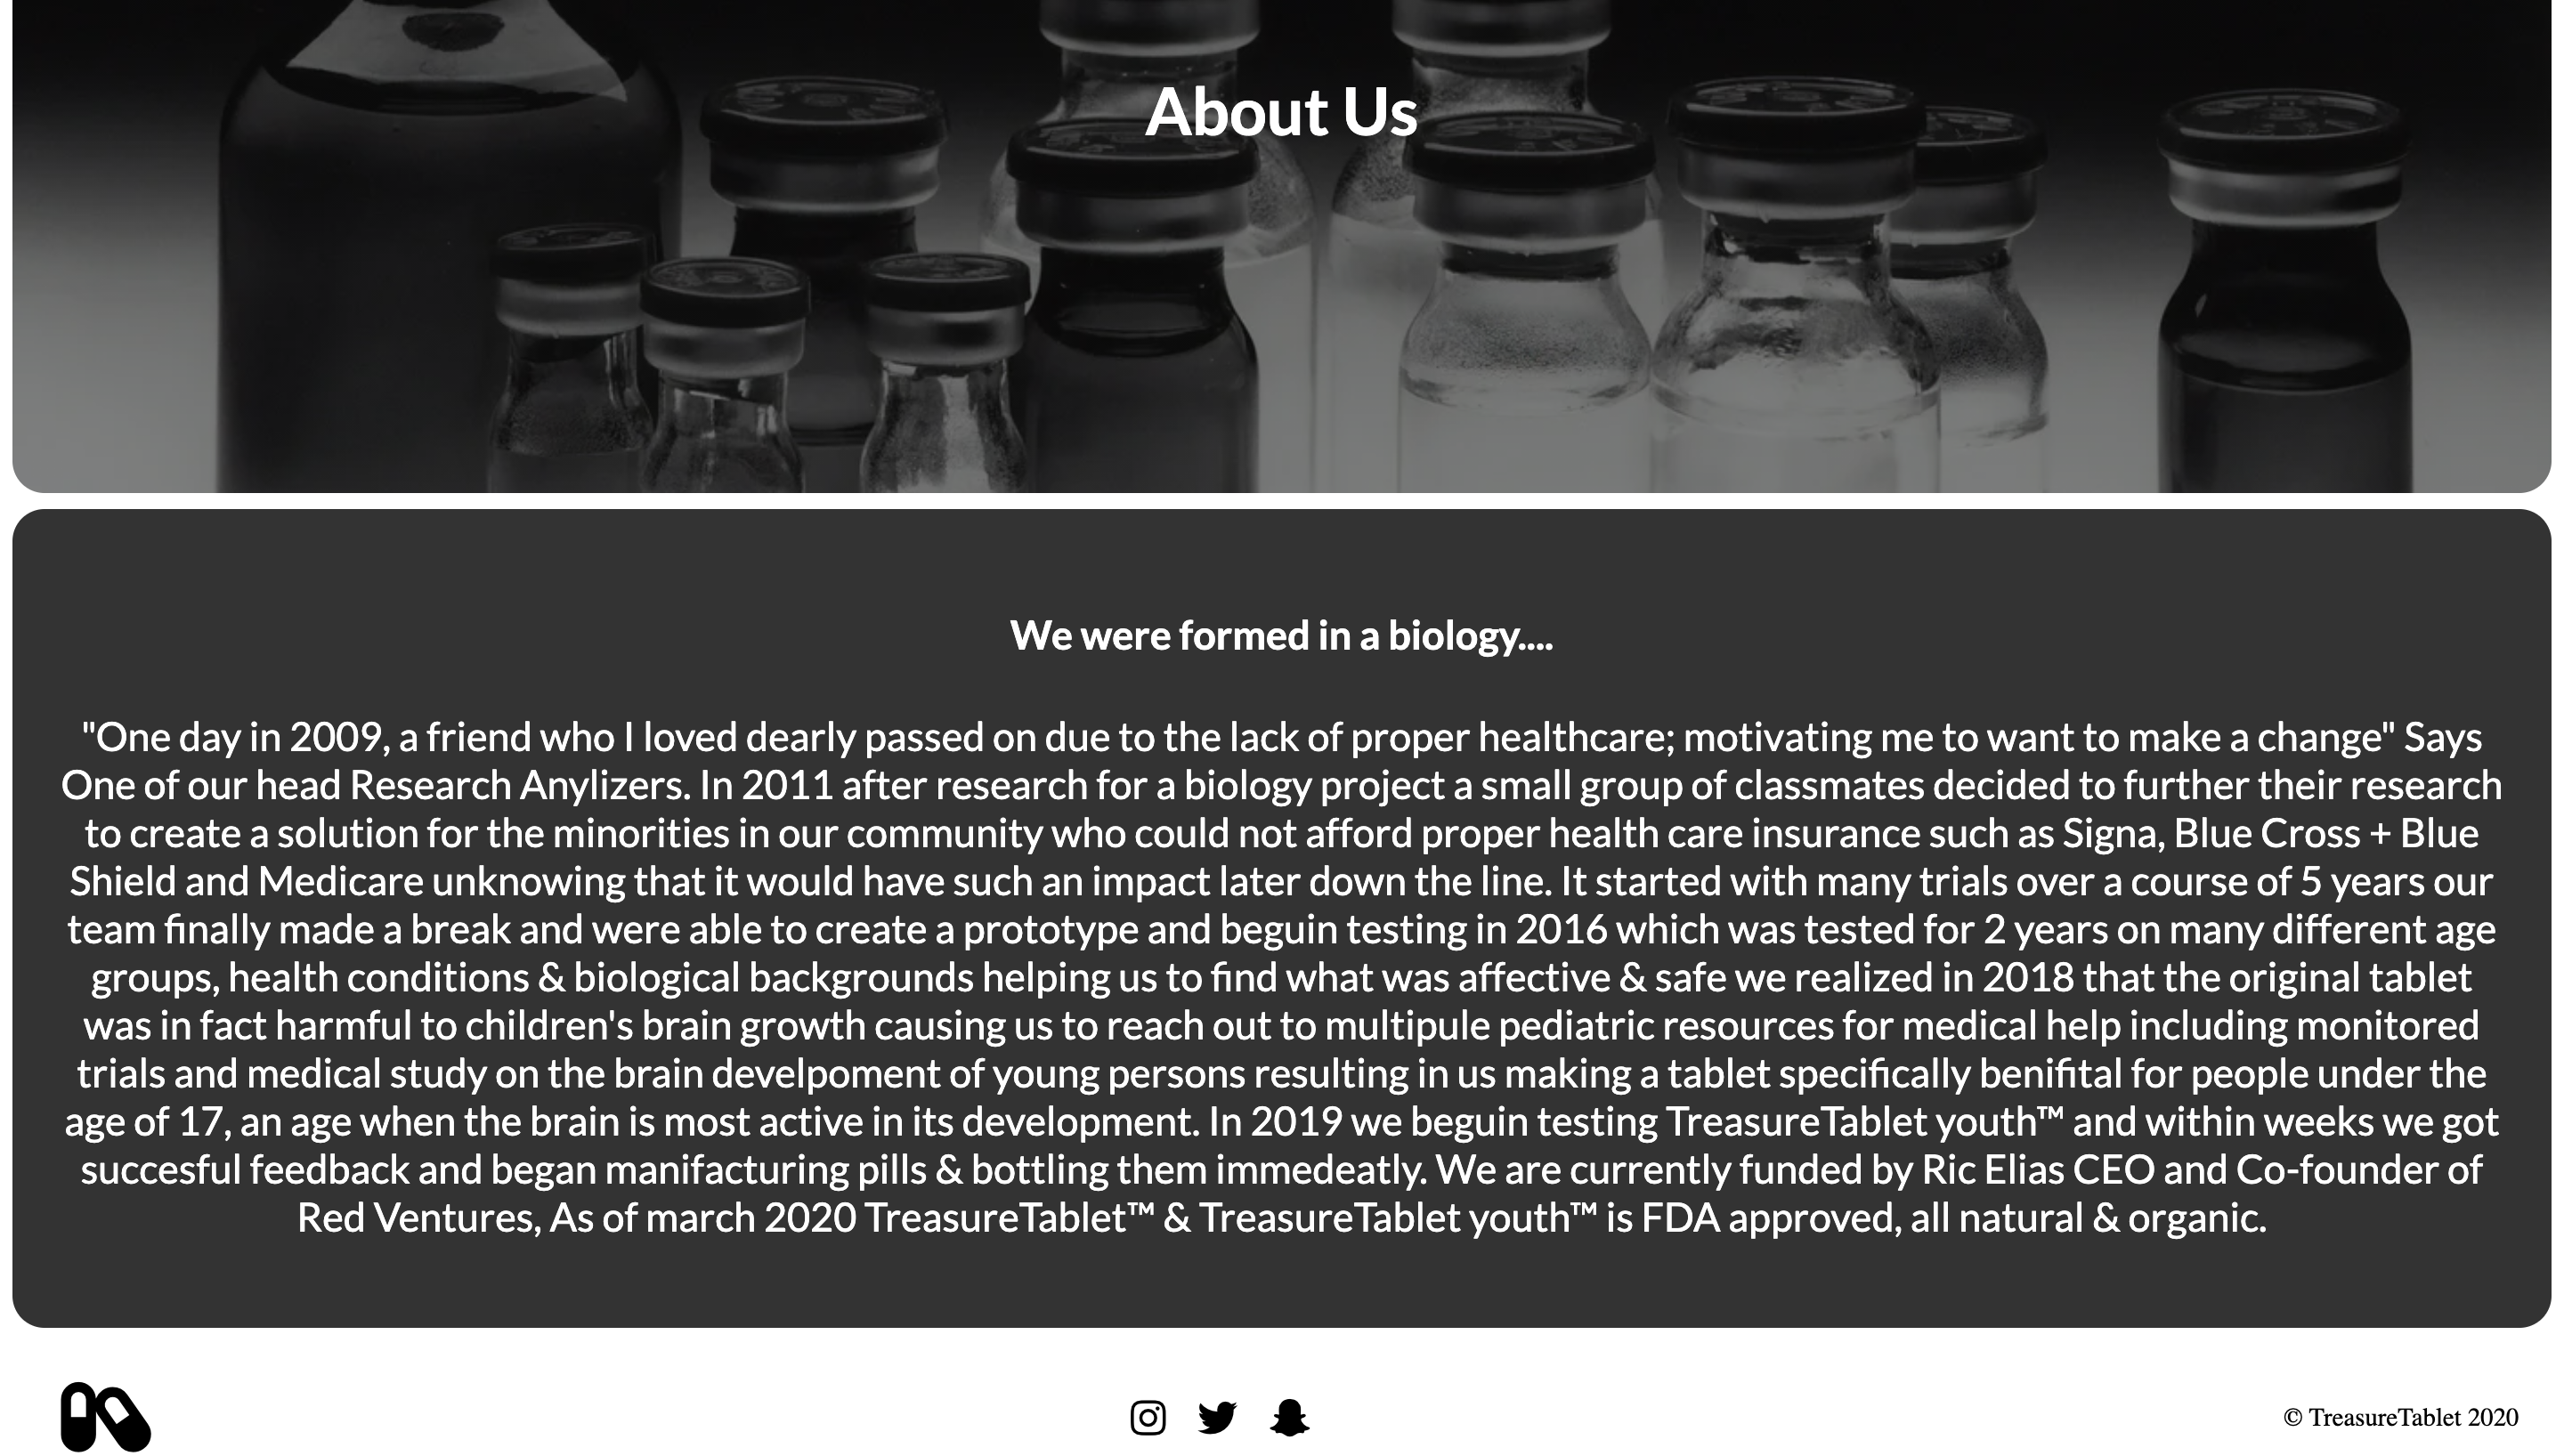 About Us
We were formed in a biology....
"One day in 2009, a friend who I loved dearly passed on due to the lack of proper healthcare; motivating me to want to make a change" Says
One of our head Research Anylizers. In 2011 after research for a biology project a small group of classmates decided to further their research
to create a solution for the minorities in our community who could not afford proper health care insurance such as Signa, Blue Cross + Blue
Shield and Medicare unknowing that it would have such an impact later down the line. It started with many trials over a course of 5 years our
team finally made a break and were able to create a prototype and beguin testing in 2016 which was tested for 2 years on many different age
groups, health conditions & biological backgrounds helping us to find what was affective & safe we realized in 2018 that the original tablet
was in fact harmful to children's brain growth causing us to reach out to multipule pediatric resources for medical help including monitored
trials and medical study on the brain develpoment of young persons resulting in us making a tablet specifically benifital for people under the
age of 17, an age when the brain is most active in its development. In 2019 we beguin testing TreasureTablet youth™ and within weeks we got
succesful feedback and began manifacturing pills & bottling them immedeatly. We are currently funded by Ric Elias CEO and Co-founder of
Red Ventures, As of march 2020 TreasureTablet™ & TreasureTablet youth™ is FDA approved, all natural & organic.
© TreasureTablet 2020